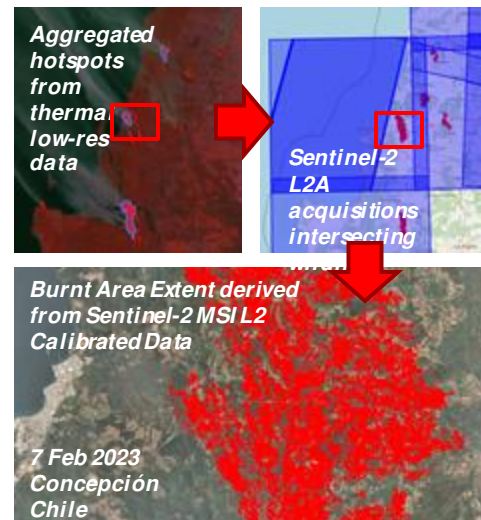 Aggregated
hotspots
from
thermal
low-res
data
Sentinel-2
L2A
acquisitions
intersecting
Burnt Area Extent derived
from Sentinel-2 MSI L2
Calibrated Data
7 Feb 2023
Concepción
Chile